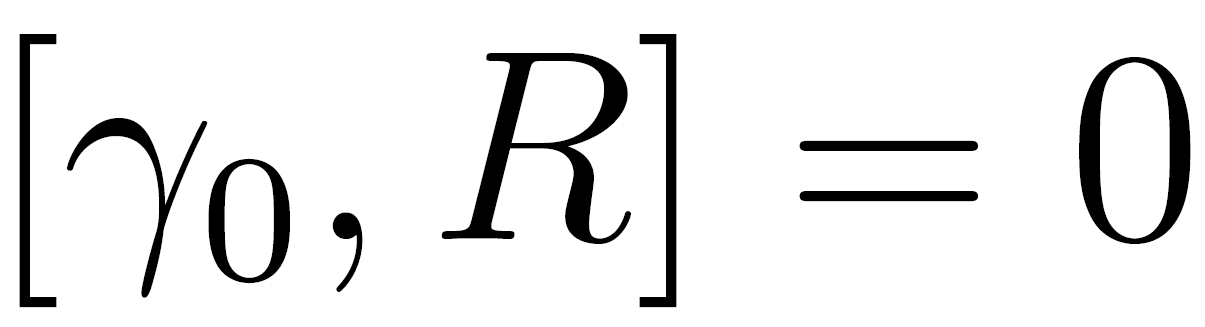 [γ₀, R] = 0